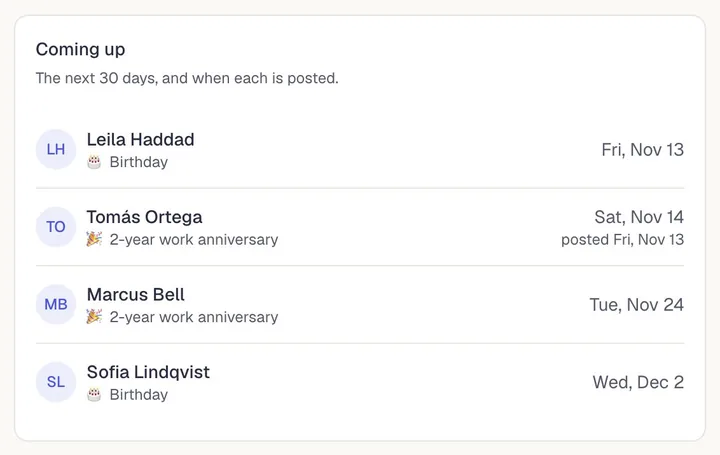 Coming up
The next 30 days, and when each is posted.
LH
Leila Haddad
🎂 Birthday
Fri, Nov 13
TO
Tomás Ortega
🎉 2-year work anniversary
Sat, Nov 14
posted Fri, Nov 13
MB
Marcus Bell
🎉 2-year work anniversary
Tue, Nov 24
SL
Sofia Lindqvist
🎂 Birthday
Wed, Dec 2